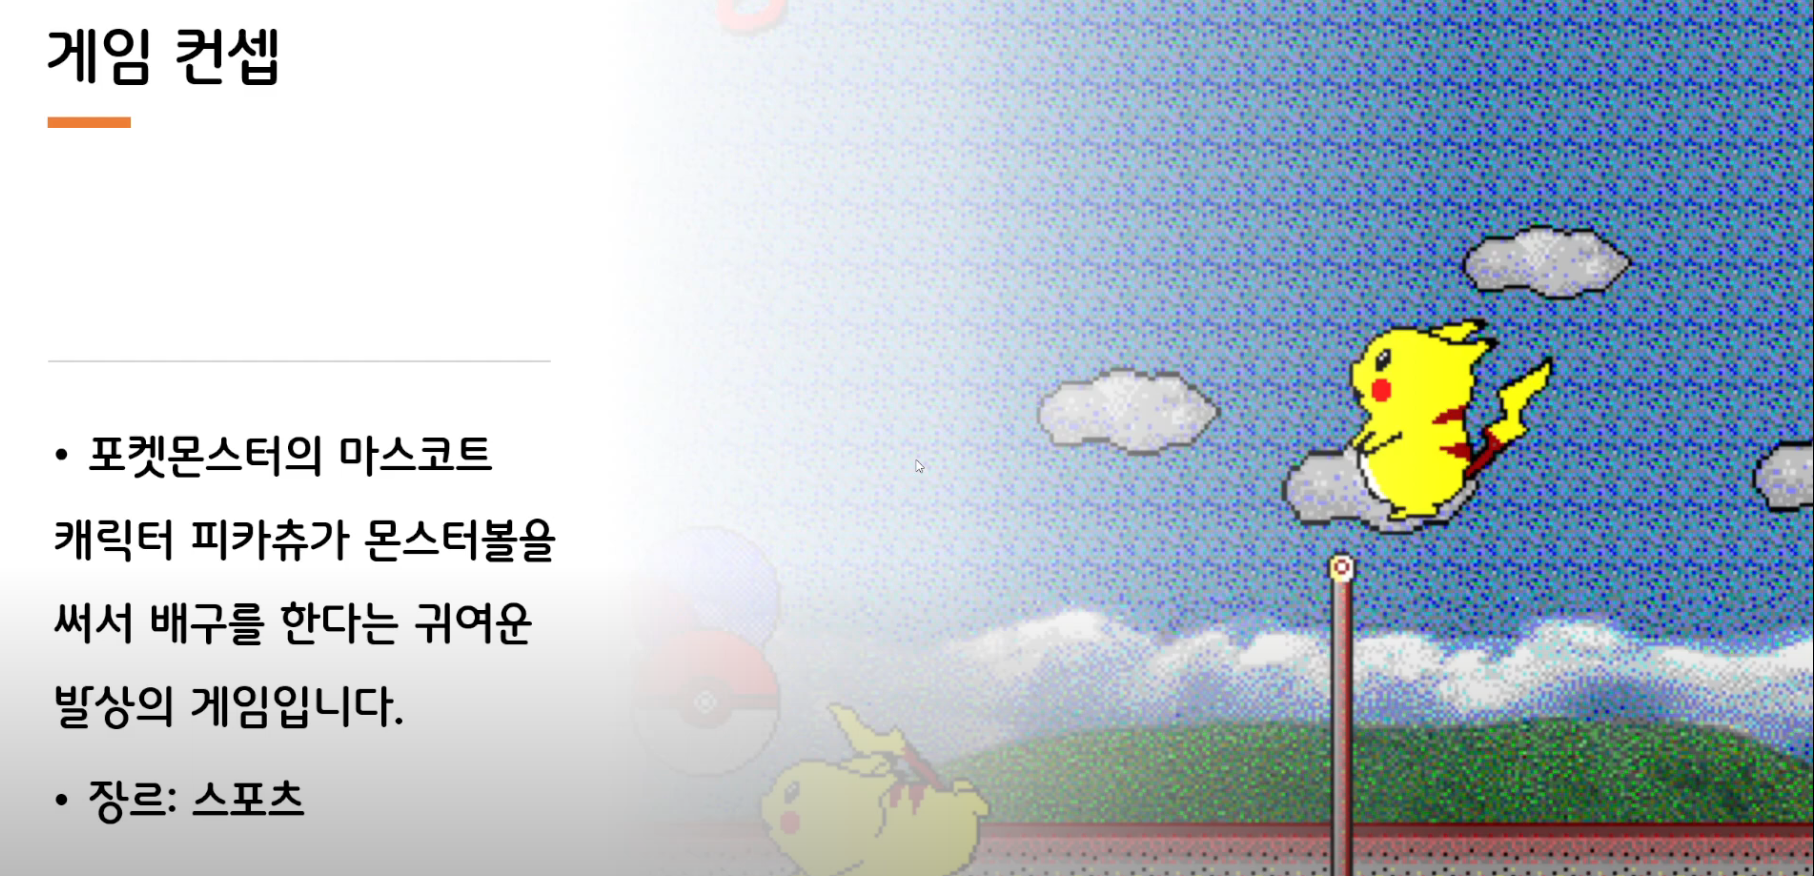 게임 컨셉
• 포켓몬스터의 마스코트
캐릭터 피카츄가 몬스터볼을
써서 배구를 한다는 귀여운
발상의 게임입니다.
• 장르: 스포츠